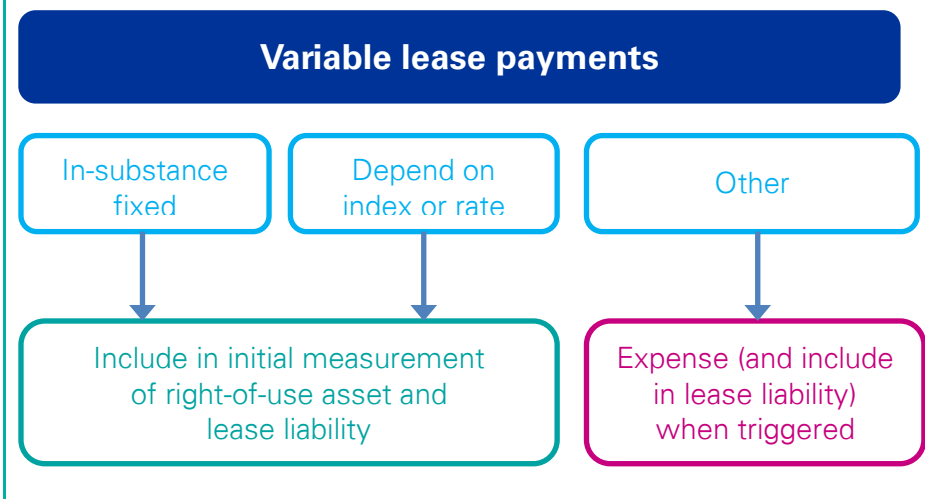 Variable lease payments
In-substance
fixed
Depend on
index or rate
Other
Include in initial measurement
of right-of-use asset and
lease liability
Expense (and include
in lease liability)
when triggered